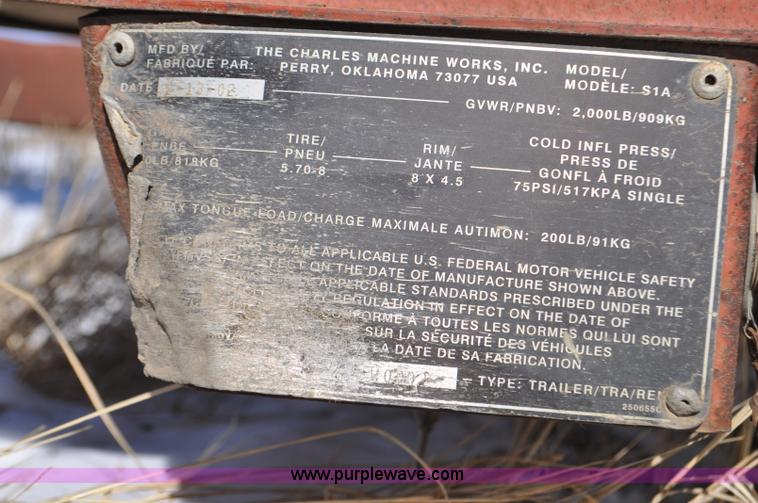 MFD BY/ THE CHARLES MACHINE WORKS, INC. MODEL/
FABRIQUÉ PAR: PERRY, OKLAHOMA 73077 USA MODÈLE: S1A
DATE
GVWR/PNBV: 2,000LB/909KG
TIRE/ RIM/ COLD INFL PRESS/
PNEU JANTE PRESS DE
5.70-8 8 X 4.5 GONFL À FROID
0LB/818KG 75PSI/517KPA SINGLE
MAX TONGUE LOAD/CHARGE MAXIMALE AUTIMON: 200LB/91KG
TO ALL APPLICABLE U.S. FEDERAL MOTOR VEHICLE SAFETY
ON THE DATE OF MANUFACTURE SHOWN ABOVE.
APPLICABLE STANDARDS PRESCRIBED UNDER THE
REGULATION IN EFFECT ON THE DATE OF
CONFORME À TOUTES LES NORMES QUI LUI SONT
SUR LA SÉCURITÉ DES VÉHICULES
LA DATE DE SA FABRICATION.
TYPE: TRAILER/TRA/REM
250655
www.purplewave.com